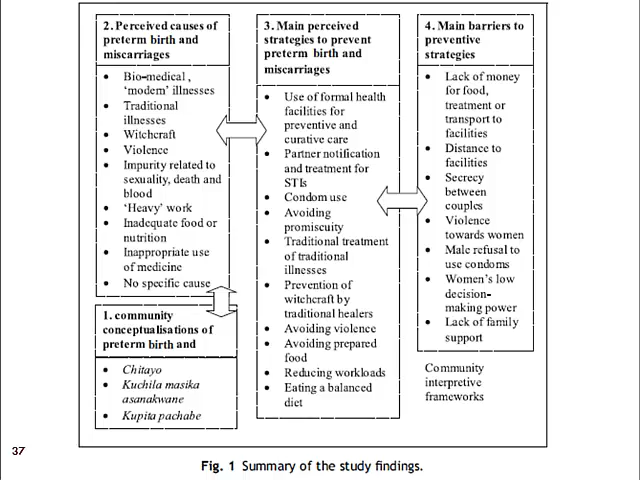 2. Perceived causes of
preterm birth and
miscarriages
• Bio-medical ,
‘modern’ illnesses
• Traditional
illnesses
• Witchcraft
• Violence
• Impurity related to
sexuality, death and
blood
• ‘Heavy’ work
• Inadequate food or
nutrition
• Inappropriate use
of medicine
• No specific cause
1. community
conceptualisations of
preterm birth and
• Chitayo
• Kuchila masika
asanakwane
• Kupita pachabe
3. Main perceived
strategies to prevent
preterm birth and
miscarriages
• Use of formal health
facilities for
preventive and
curative care
• Partner notification
and treatment for
STIs
• Condom use
• Avoiding
promiscuity
• Traditional treatment
of traditional
illnesses
• Prevention of
witchcraft by
traditional healers
• Avoiding violence
• Avoiding prepared
food
• Reducing workloads
• Eating a balanced
diet
4. Main barriers to
preventive
strategies
• Lack of money
for food,
treatment or
transport to
facilities
• Distance to
facilities
• Secrecy
between
couples
• Violence
towards women
• Male refusal to
use condoms
• Women’s low
decision-
making power
• Lack of family
support
Community
interpretive
frameworks
37
Fig. 1 Summary of the study findings.